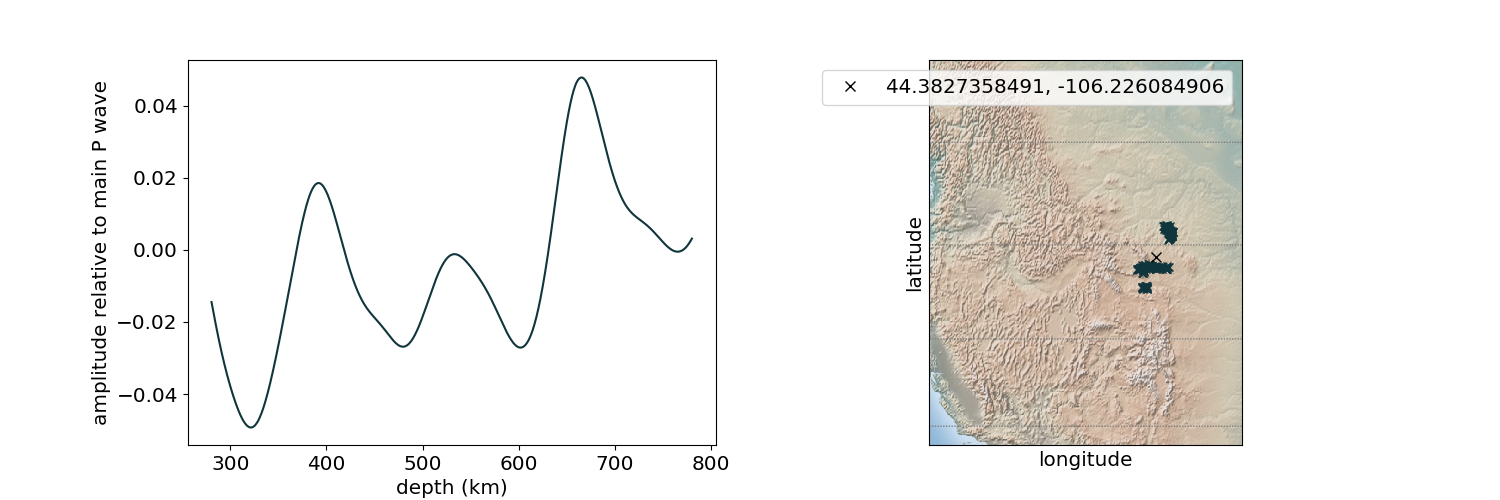 0.04
0.02
0.00
−0.02
−0.04
amplitude relative to main P wave
300 400 500 600 700 800
depth (km)
44.3827358491, -106.226084906
latitude
longitude